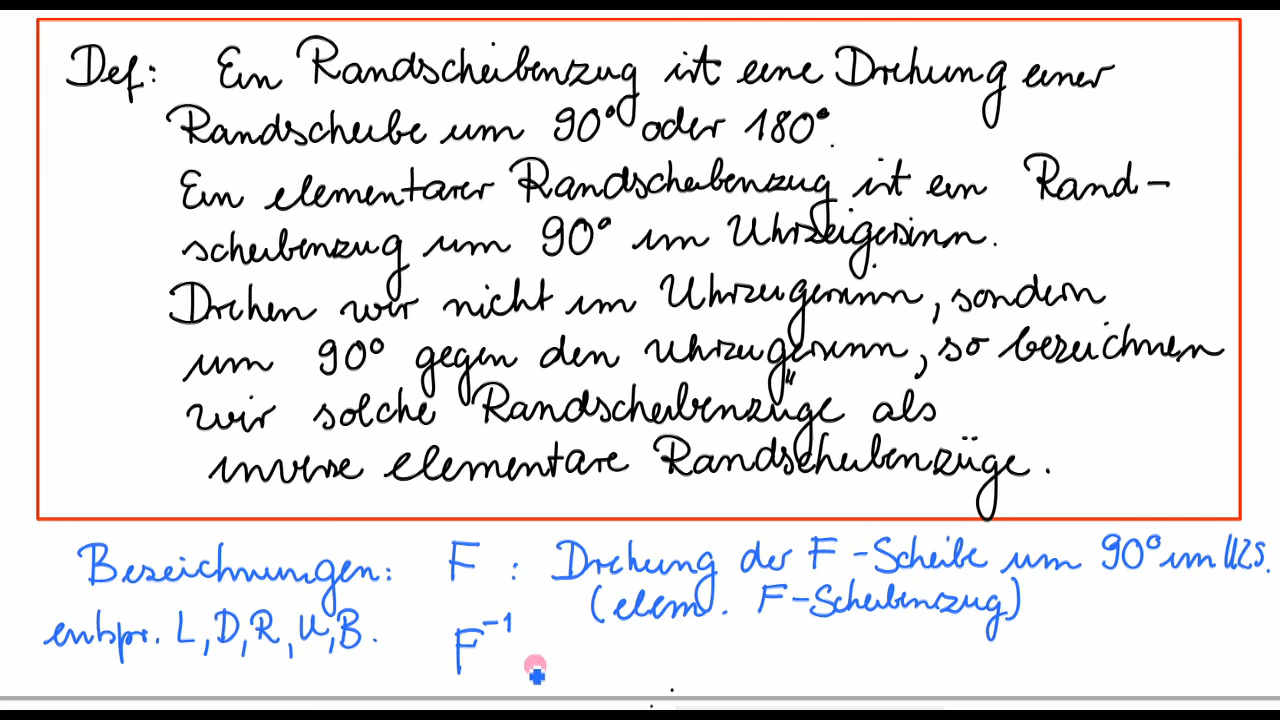 Def: Ein Randscheibenzug ist eine Drehung einer
Randscheibe um 90° oder 180°.
Ein elementarer Randscheibenzug ist ein Rand-
scheibenzug um 90° im Uhrzeigersinn.
Drehen wir nicht im Uhrzeigersinn, sondern
um 90° gegen den Uhrzeigersinn, so bezeichnen
wir solche Randscheibenzüge als
inverse elementare Randscheibenzüge.
Bezeichnungen: F : Drehung der F-Scheibe um 90° im UZS.
(elem. F-Scheibenzug)
entspr. L, D, R, U, B.
F⁻¹